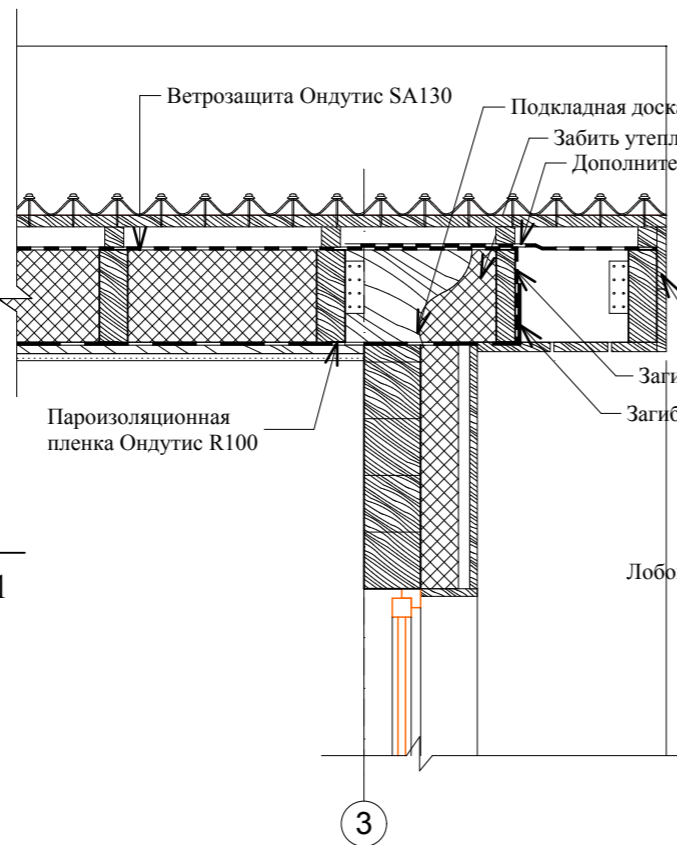 Ветрозащита Ондутис SA130
Подкладная доска
Забить утепл
Дополните
Заги
Загиб
Пароизоляционная
пленка Ондутис R100
Лобо
1
3